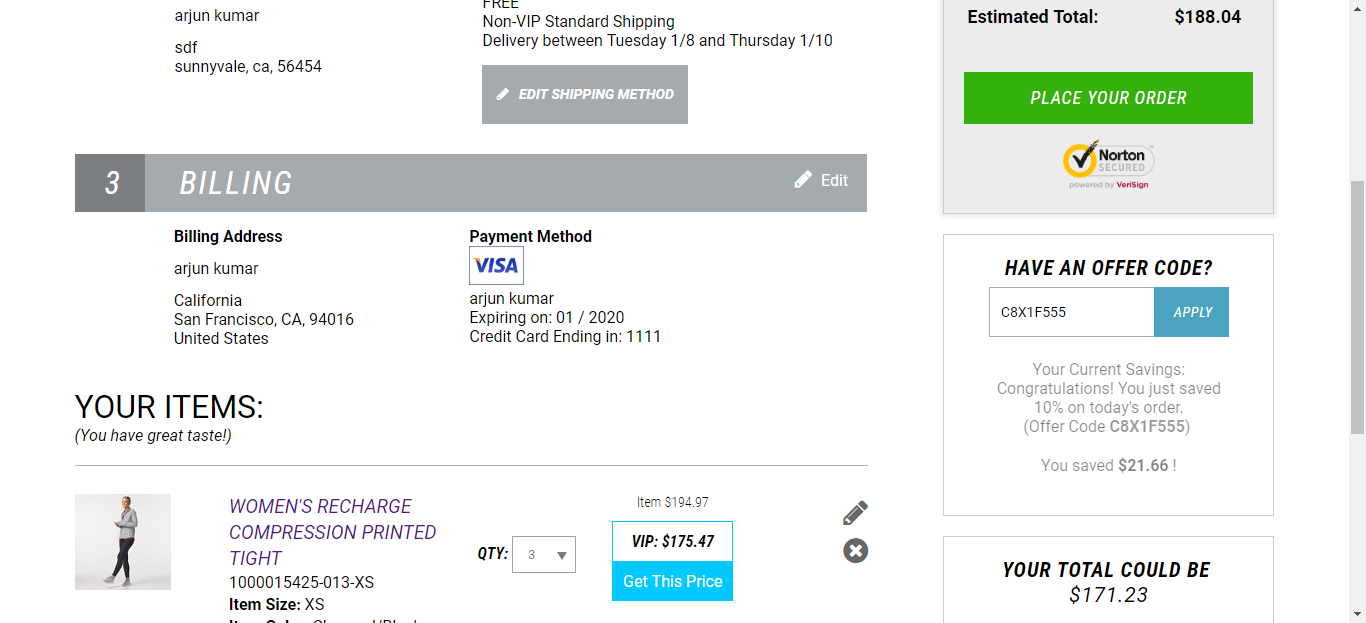 arjun kumar
sdf
sunnyvale, ca, 56454
FREE
Non-VIP Standard Shipping
Delivery between Tuesday 1/8 and Thursday 1/10
EDIT SHIPPING METHOD
3 BILLING Edit
Billing Address
arjun kumar
California
San Francisco, CA, 94016
United States
Payment Method
VISA
arjun kumar
Expiring on: 01 / 2020
Credit Card Ending in: 1111
YOUR ITEMS:
(You have great taste!)
WOMEN'S RECHARGE
COMPRESSION PRINTED
TIGHT
1000015425-013-XS
Item Size: XS
QTY: 3
Item $194.97
VIP: $175.47
Get This Price
Estimated Total: $188.04
PLACE YOUR ORDER
Norton
SECURED
powered by VeriSign
HAVE AN OFFER CODE?
C8X1F555 APPLY
Your Current Savings:
Congratulations! You just saved
10% on today's order.
(Offer Code C8X1F555)
You saved $21.66 !
YOUR TOTAL COULD BE
$171.23